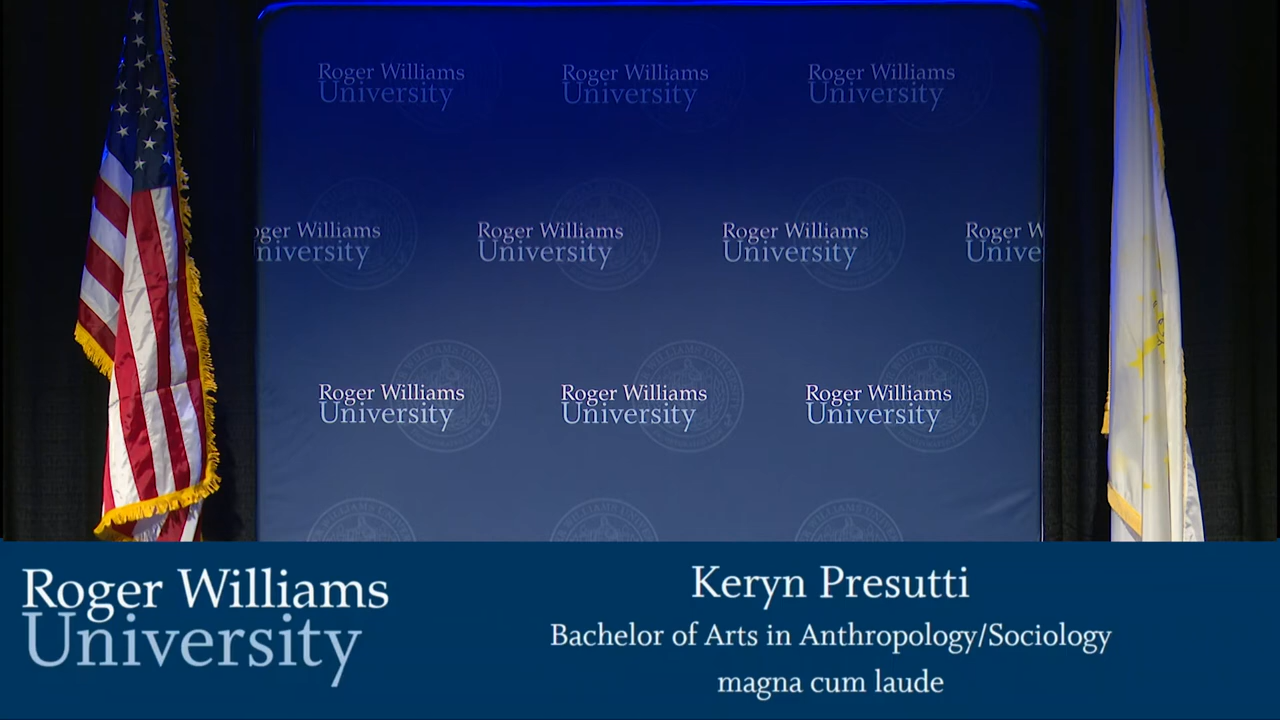 Roger Williams
University
Roger Williams
University
Roger Williams
University
oger Williams
niversity
Roger Williams
University
Roger Williams
University
Roger W
Unive
Roger Williams
University
Roger Williams
University
Roger Williams
University
Roger Williams
University
Keryn Presutti
Bachelor of Arts in Anthropology/Sociology
magna cum laude